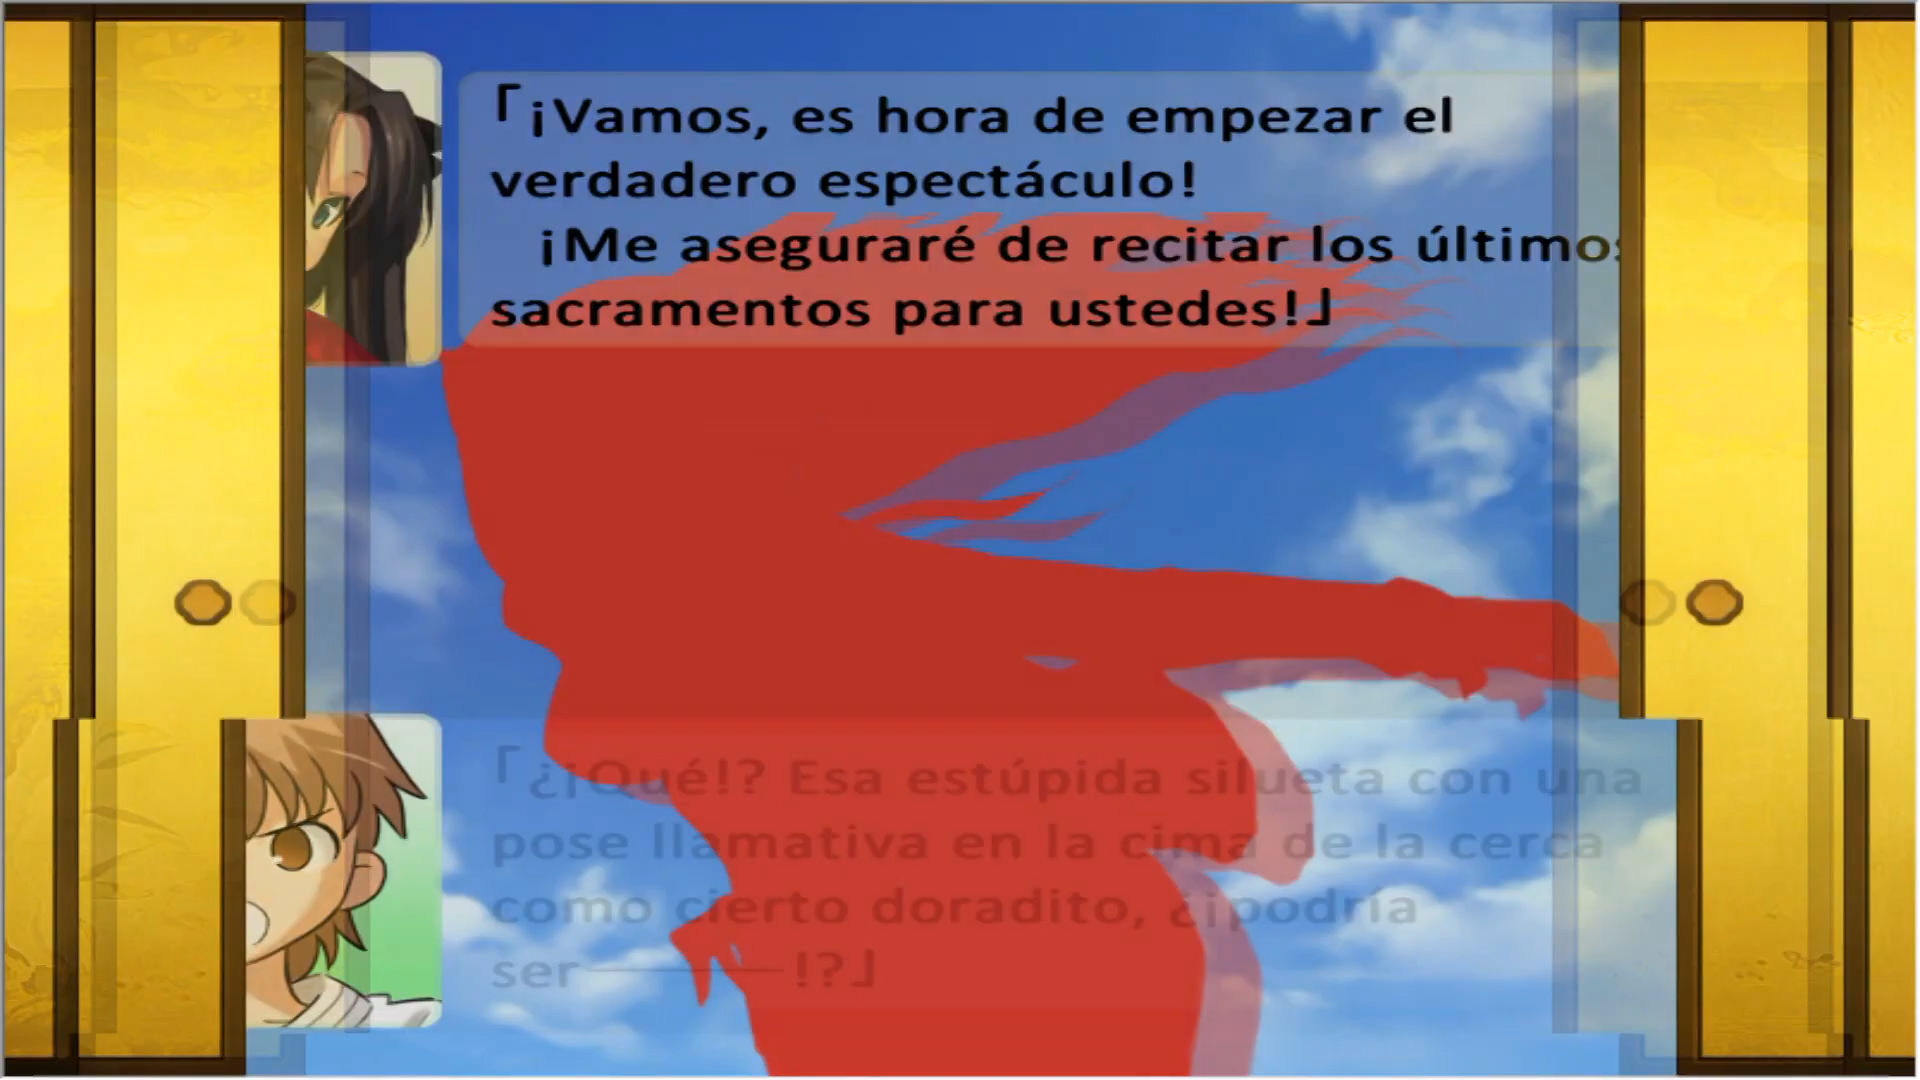 「¡Vamos, es hora de empezar el
verdadero espectáculo!
¡Me aseguraré de recitar los últimos
sacramentos para ustedes!」
「¿¡Qué!? Esa estúpida silueta con una
pose llamativa en la cima de la cerca
como cierto doradito, ¿¡podría
ser————!?」